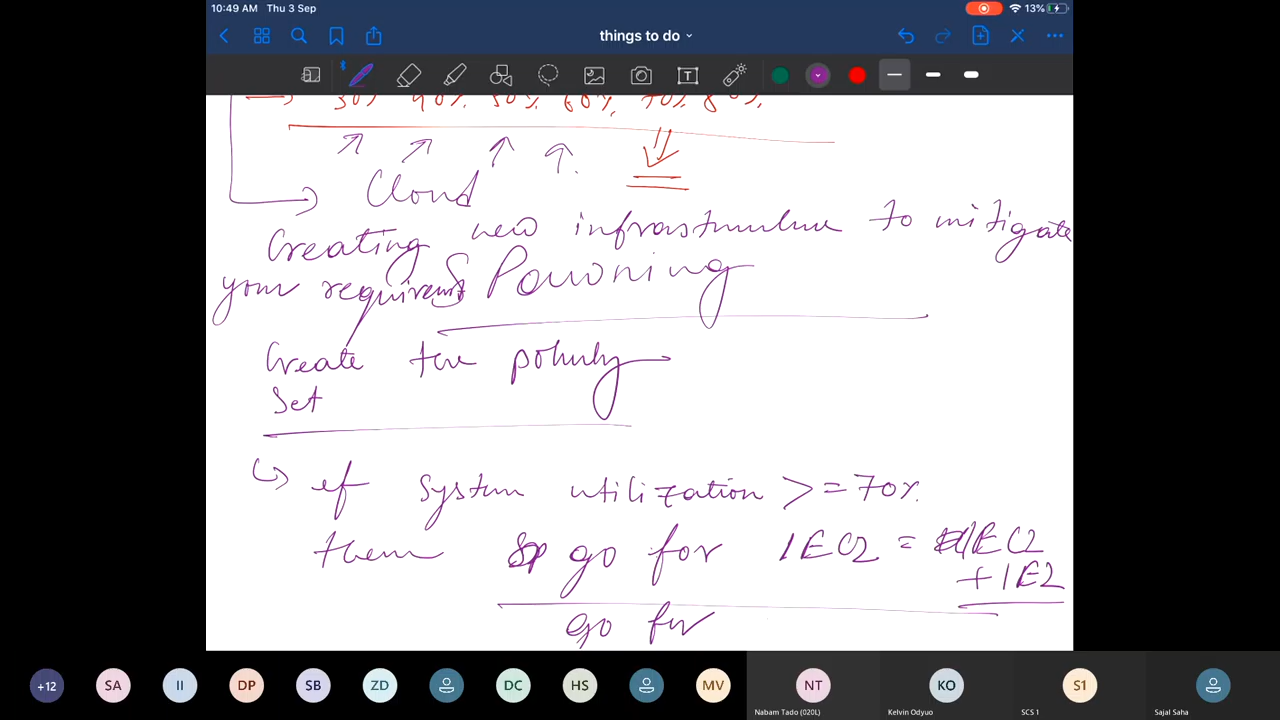 10:49 AM Thu 3 Sep 13%
things to do
30% 40% 50% 60% 70% 80%
Cloud
Creating new infrastructure to mitigate
your requirements
Create the
Set
if system utilization >= 70%
then go for 1EC2 = 1EC2
+1E2
go for
+12 SA II DP SB ZD DC HS MV NT KO S1
Nabam Tado (020L) Kelvin Odyuo SCS 1 Sajal Saha